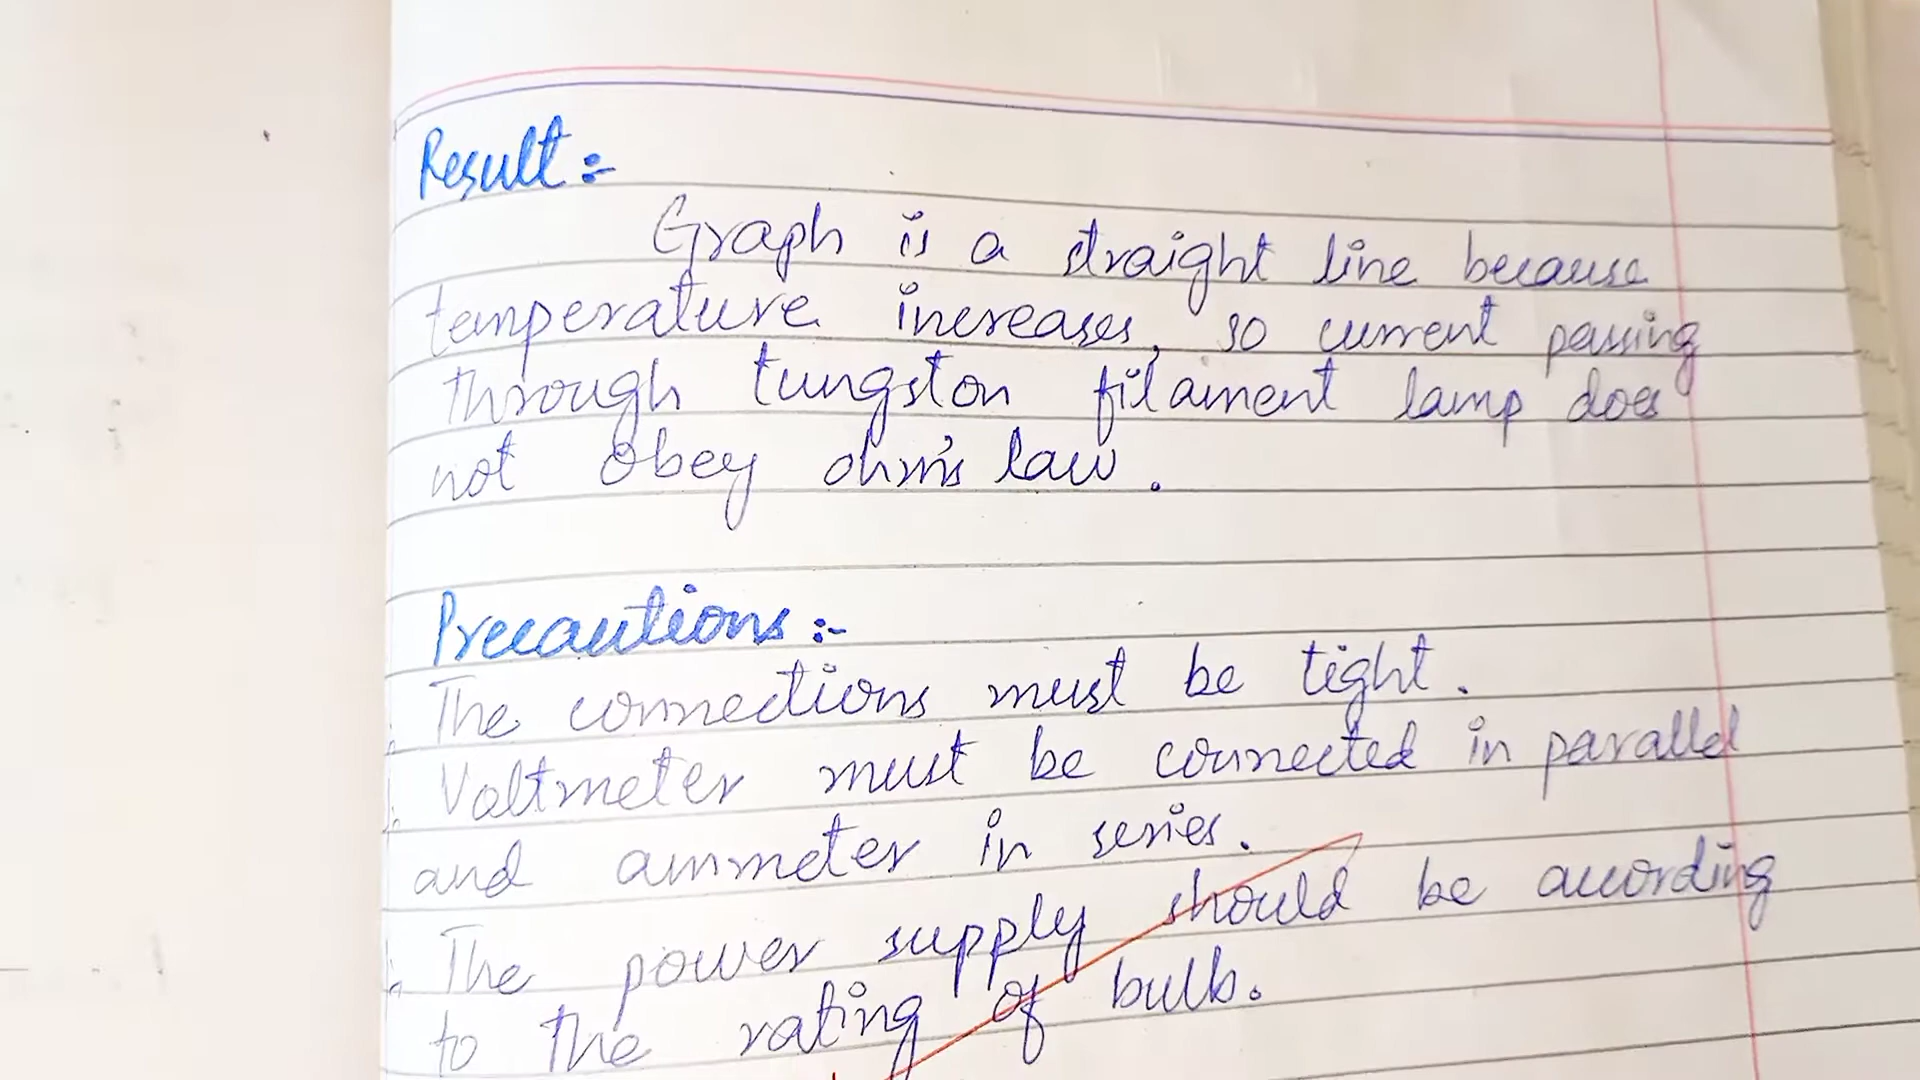 Result :-
Graph is a straight line because
temperature increases, so current passing
through tungston filament lamp does
not obey ohm's law.
Precautions :-
The connections must be tight.
Voltmeter must be connected in parallel
and ammeter in series.
The power supply should be according
to the rating of bulb.